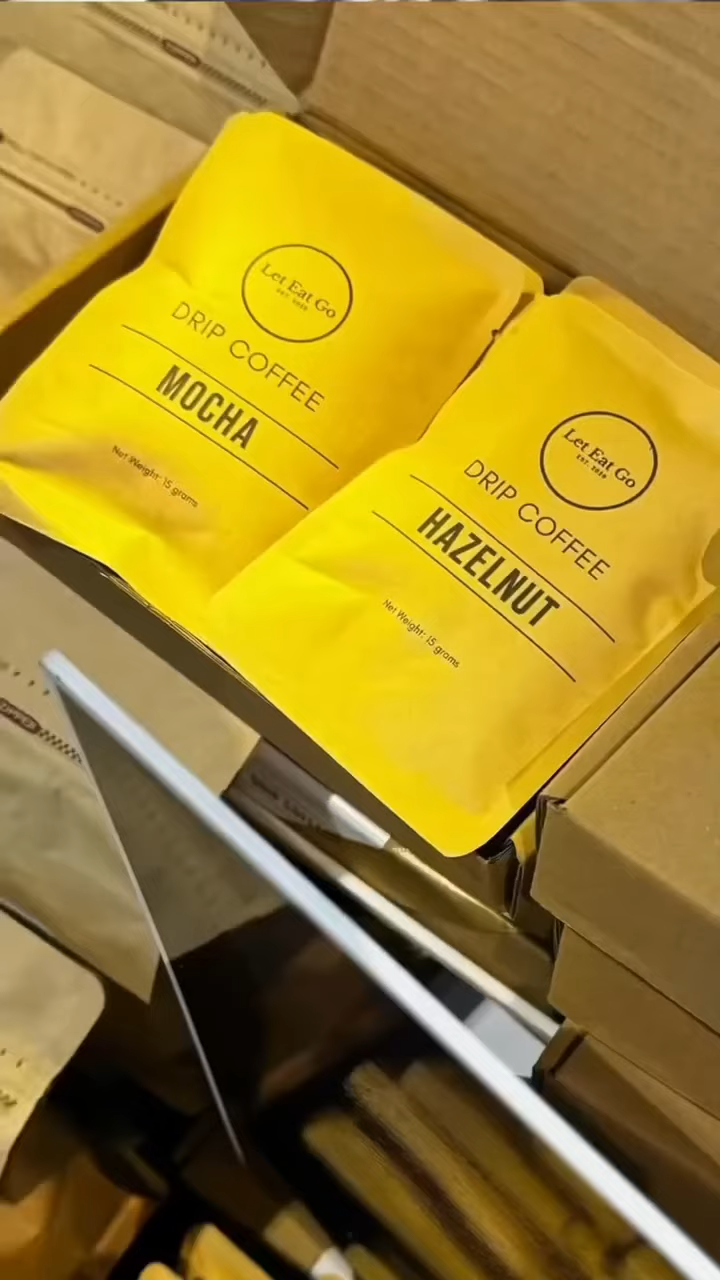 Let Eat Go
EST. 2020
DRIP COFFEE
MOCHA
Net Weight: 15 grams
Let Eat Go
EST. 2020
DRIP COFFEE
HAZELNUT
Net Weight: 15 grams